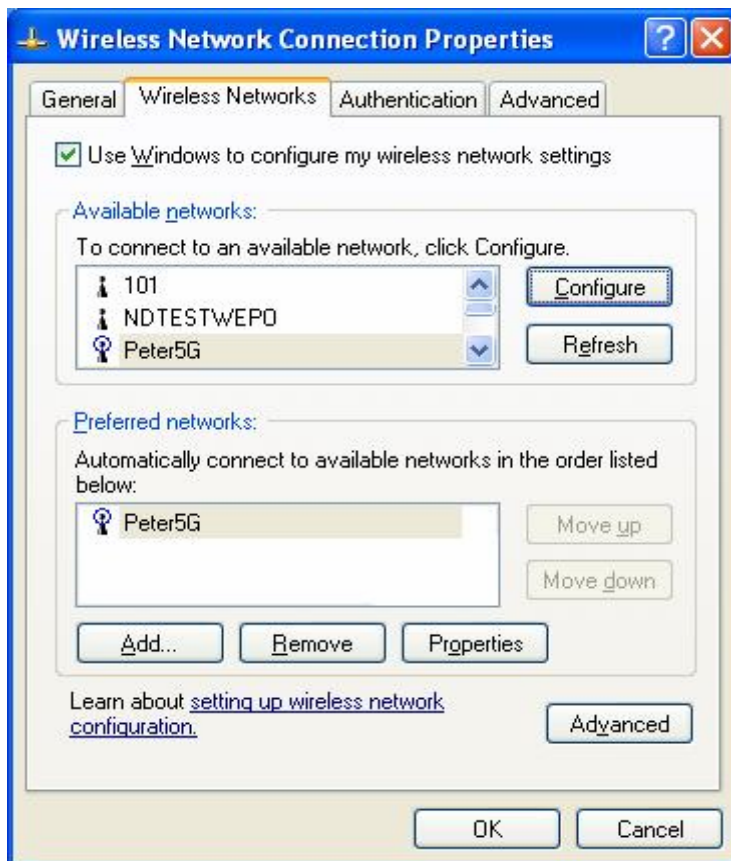 Wireless Network Connection Properties
?
General Wireless Networks Authentication Advanced
Use Windows to configure my wireless network settings
Available networks:
To connect to an available network, click Configure.
101
NDTESTWEP0
Peter5G
Configure
Refresh
Preferred networks:
Automatically connect to available networks in the order listed
below:
Peter5G
Move up
Move down
Add... Remove Properties
Learn about setting up wireless network
configuration.
Advanced
OK Cancel